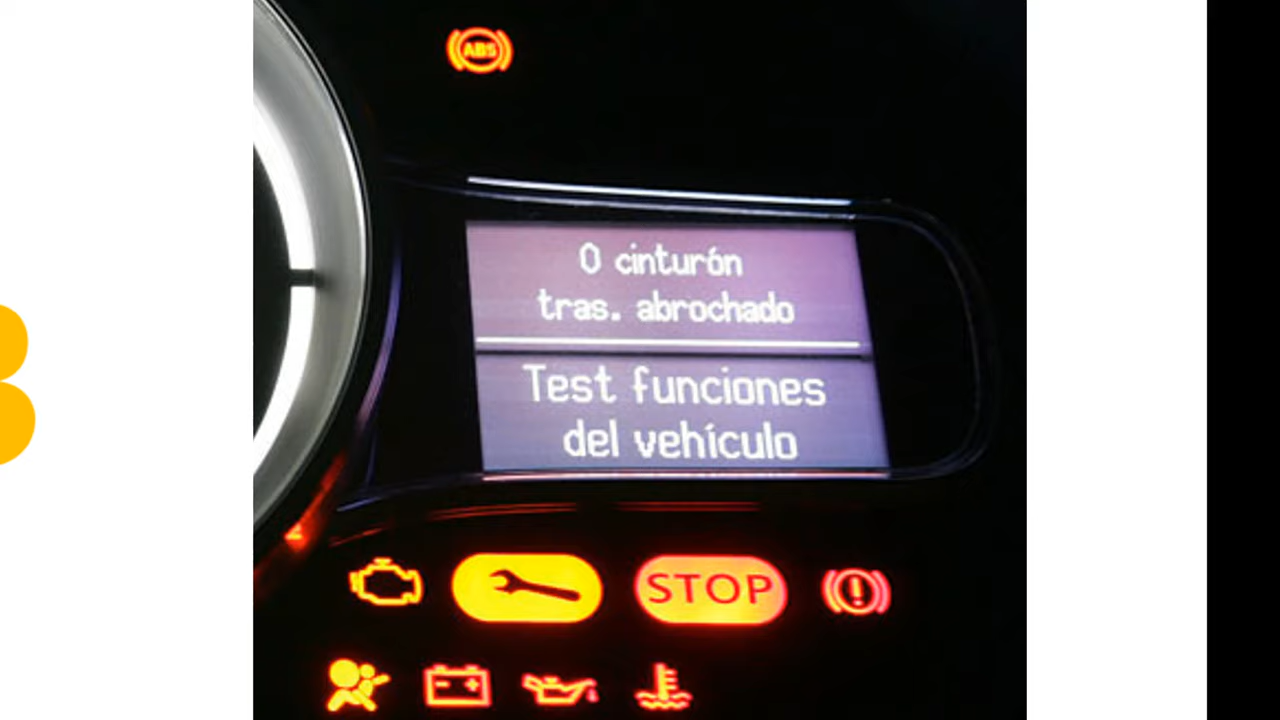 ABS
0 cinturón
tras. abrochado
Test funciones
del vehículo
STOP